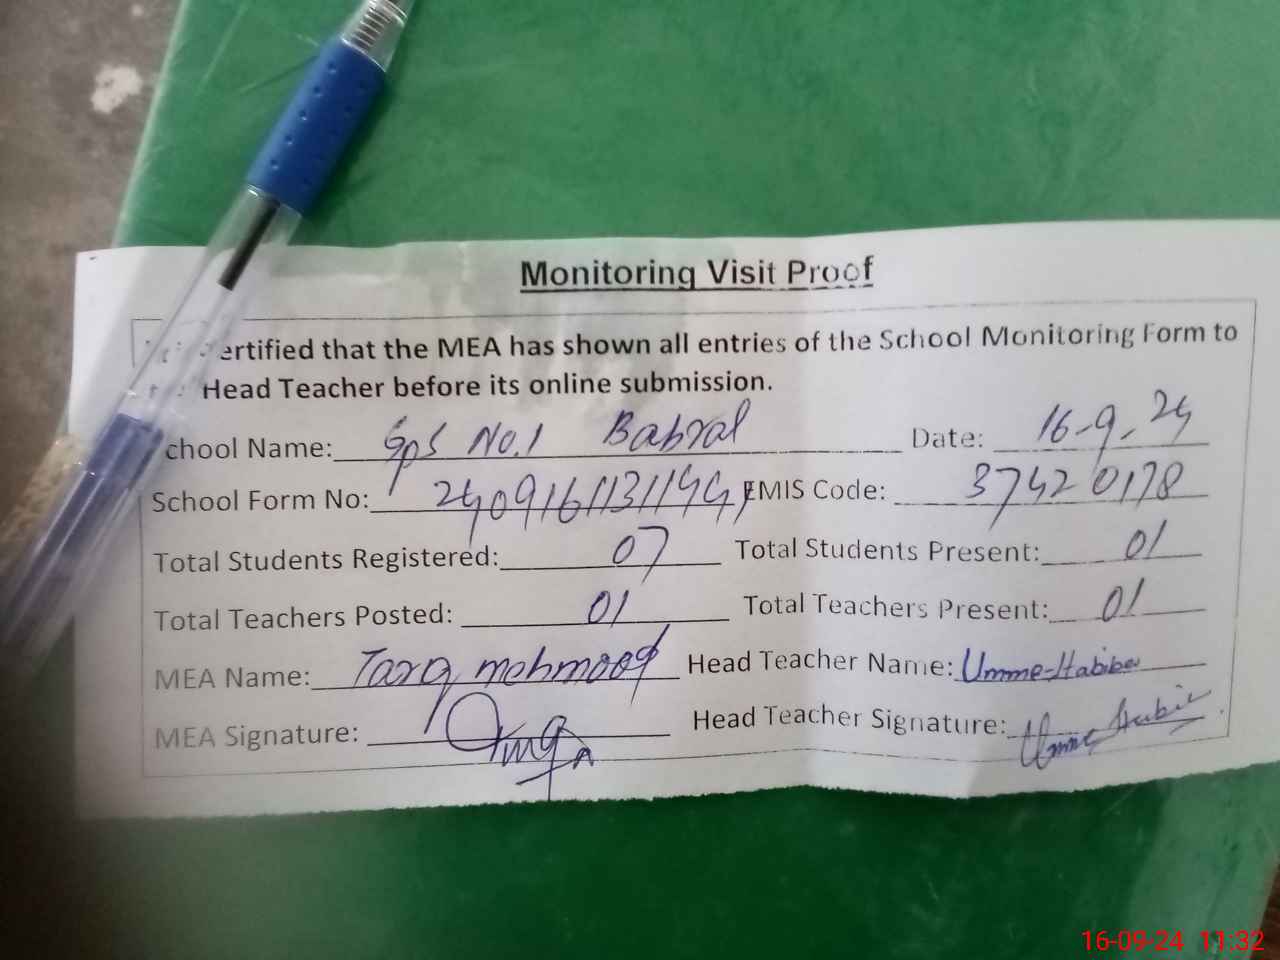 Monitoring Visit Proof
ertified that the MEA has shown all entries of the School Monitoring Form to
Head Teacher before its online submission.
chool Name: GPS No.1 Babral Date: 16-9-24
School Form No: EMIS Code: 37420178
Total Students Registered: 07 Total Students Present: 01
Total Teachers Posted: 01 Total Teachers Present: 01
MEA Name: Tarq mehmood Head Teacher Name: Umme-Habiba
MEA Signature: Head Teacher Signature: Umme Habib
16-09-24 11:32